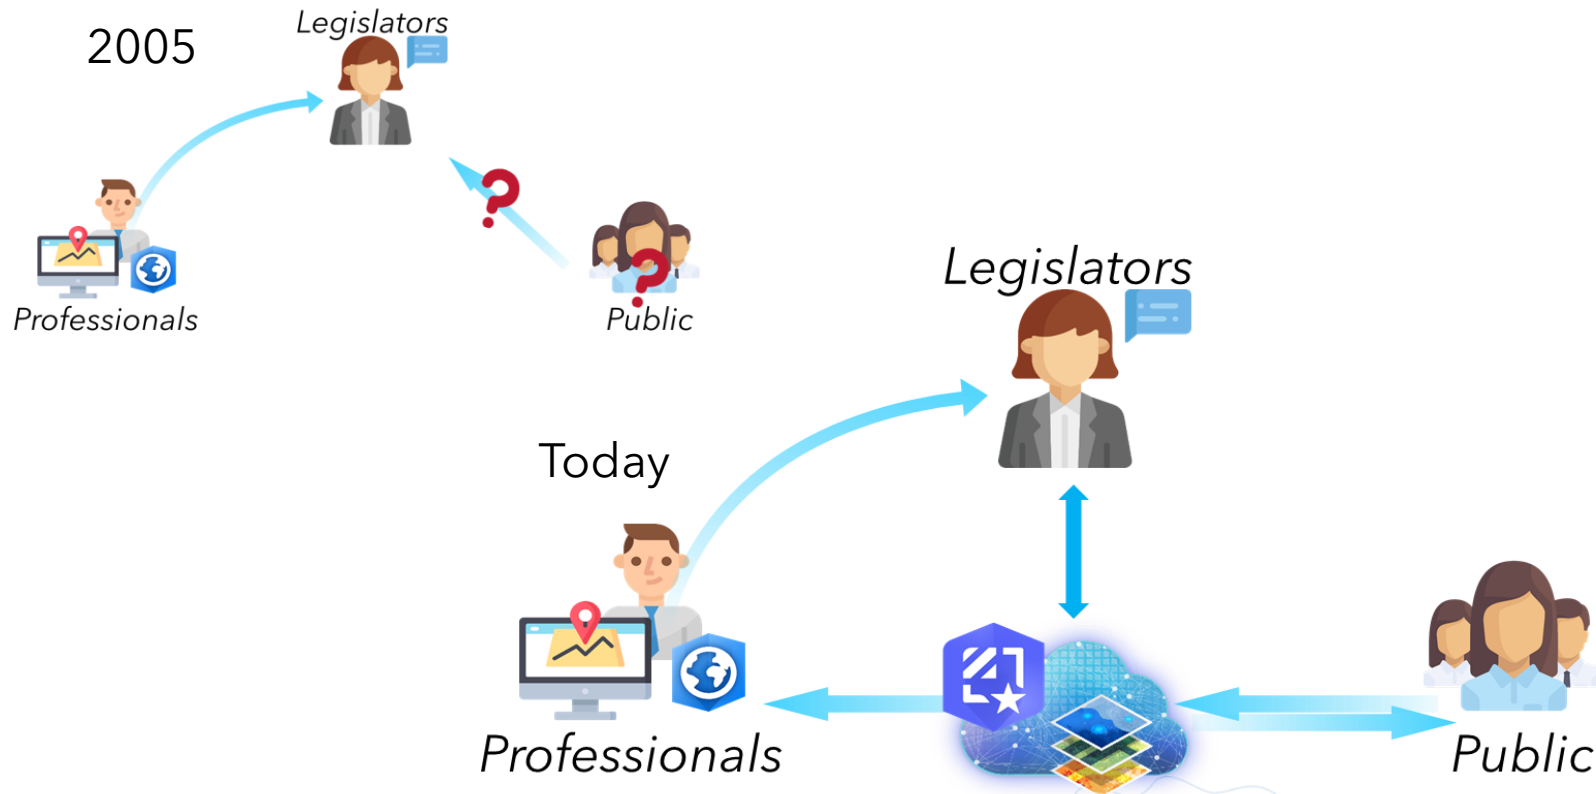 2005
Legislators
Professionals
Public
Legislators
Today
Professionals
Public